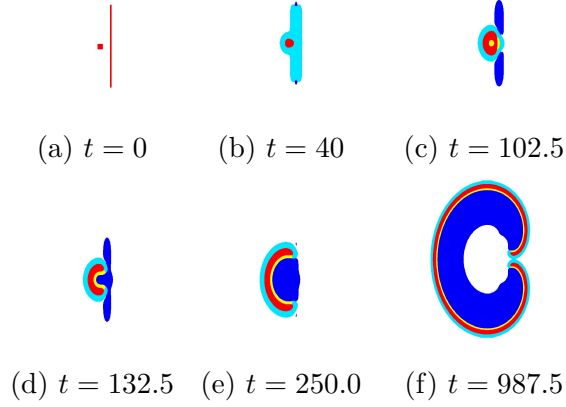 (a) t = 0
(b) t = 40
(c) t = 102.5
(d) t = 132.5
(e) t = 250.0
(f) t = 987.5